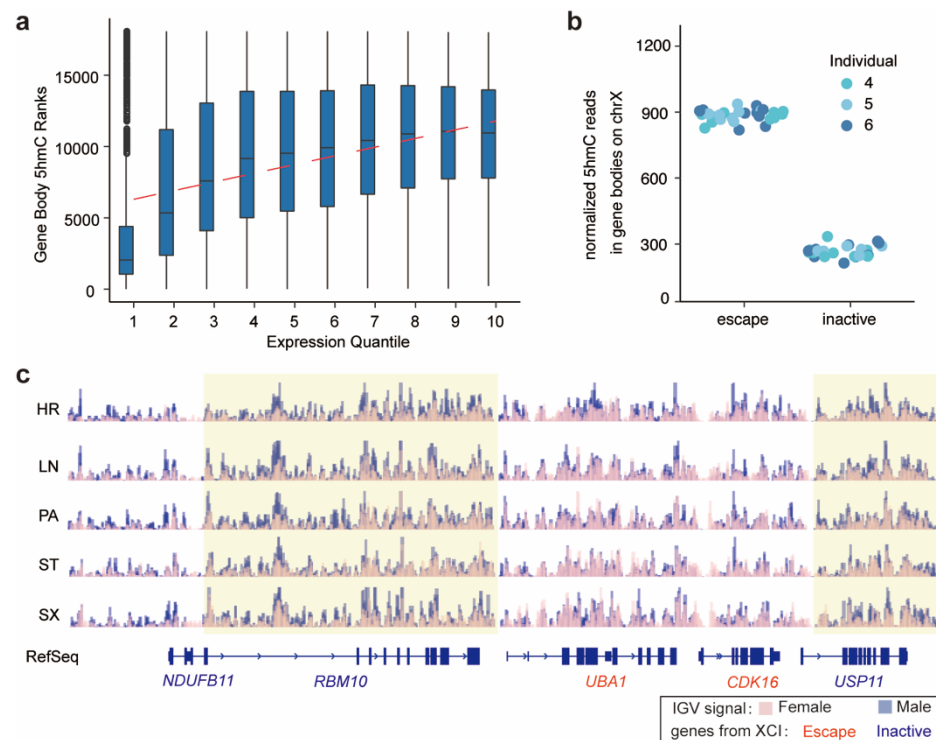 a
Gene Body 5hmC Ranks
15000
10000
5000
0
1 2 3 4 5 6 7 8 9 10
Expression Quantile
b
normalized 5hmC reads
in gene bodies on chrX
1200
900
600
300
0
escape inactive
Individual
4
5
6
c
HR
LN
PA
ST
SX
RefSeq
NDUFB11 RBM10 UBA1 CDK16 USP11
IGV signal: Female Male
genes from XCI: Escape Inactive